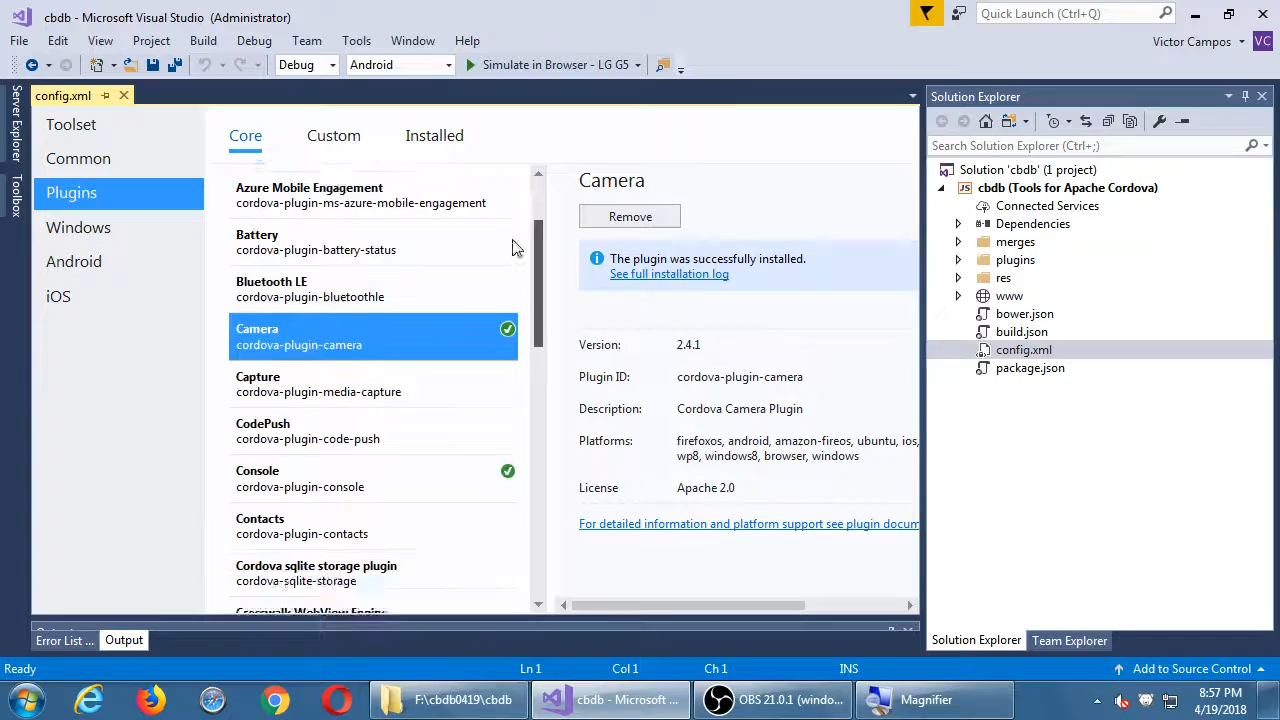 cbdb - Microsoft Visual Studio (Administrator)
Quick Launch (Ctrl+Q)
File Edit View Project Build Debug Team Tools Window Help
Victor Campos VC
Debug Android Simulate in Browser - LG G5
Server Explorer
Toolbox
config.xml
Toolset
Common
Plugins
Windows
Android
iOS
Core Custom Installed
Azure Mobile Engagement
cordova-plugin-ms-azure-mobile-engagement
Battery
cordova-plugin-battery-status
Bluetooth LE
cordova-plugin-bluetoothle
Camera
cordova-plugin-camera
Capture
cordova-plugin-media-capture
CodePush
cordova-plugin-code-push
Console
cordova-plugin-console
Contacts
cordova-plugin-contacts
Cordova sqlite storage plugin
cordova-sqlite-storage
Crosswalk WebView Engine
Camera
Remove
The plugin was successfully installed.
See full installation log
Version: 2.4.1
Plugin ID: cordova-plugin-camera
Description: Cordova Camera Plugin
Platforms: firefoxos, android, amazon-fireos, ubuntu, ios,
wp8, windows8, browser, windows
License Apache 2.0
For detailed information and platform support see plugin docum
Solution Explorer
Search Solution Explorer (Ctrl+;)
Solution 'cbdb' (1 project)
JS cbdb (Tools for Apache Cordova)
Connected Services
Dependencies
merges
plugins
res
www
bower.json
build.json
config.xml
package.json
Error List ... Output
Solution Explorer Team Explorer
Ready Ln 1 Col 1 Ch 1 INS Add to Source Control
F:\cbdb0419\cbdb
cbdb - Microsoft ...
OBS 21.0.1 (windo...
Magnifier
8:57 PM
4/19/2018